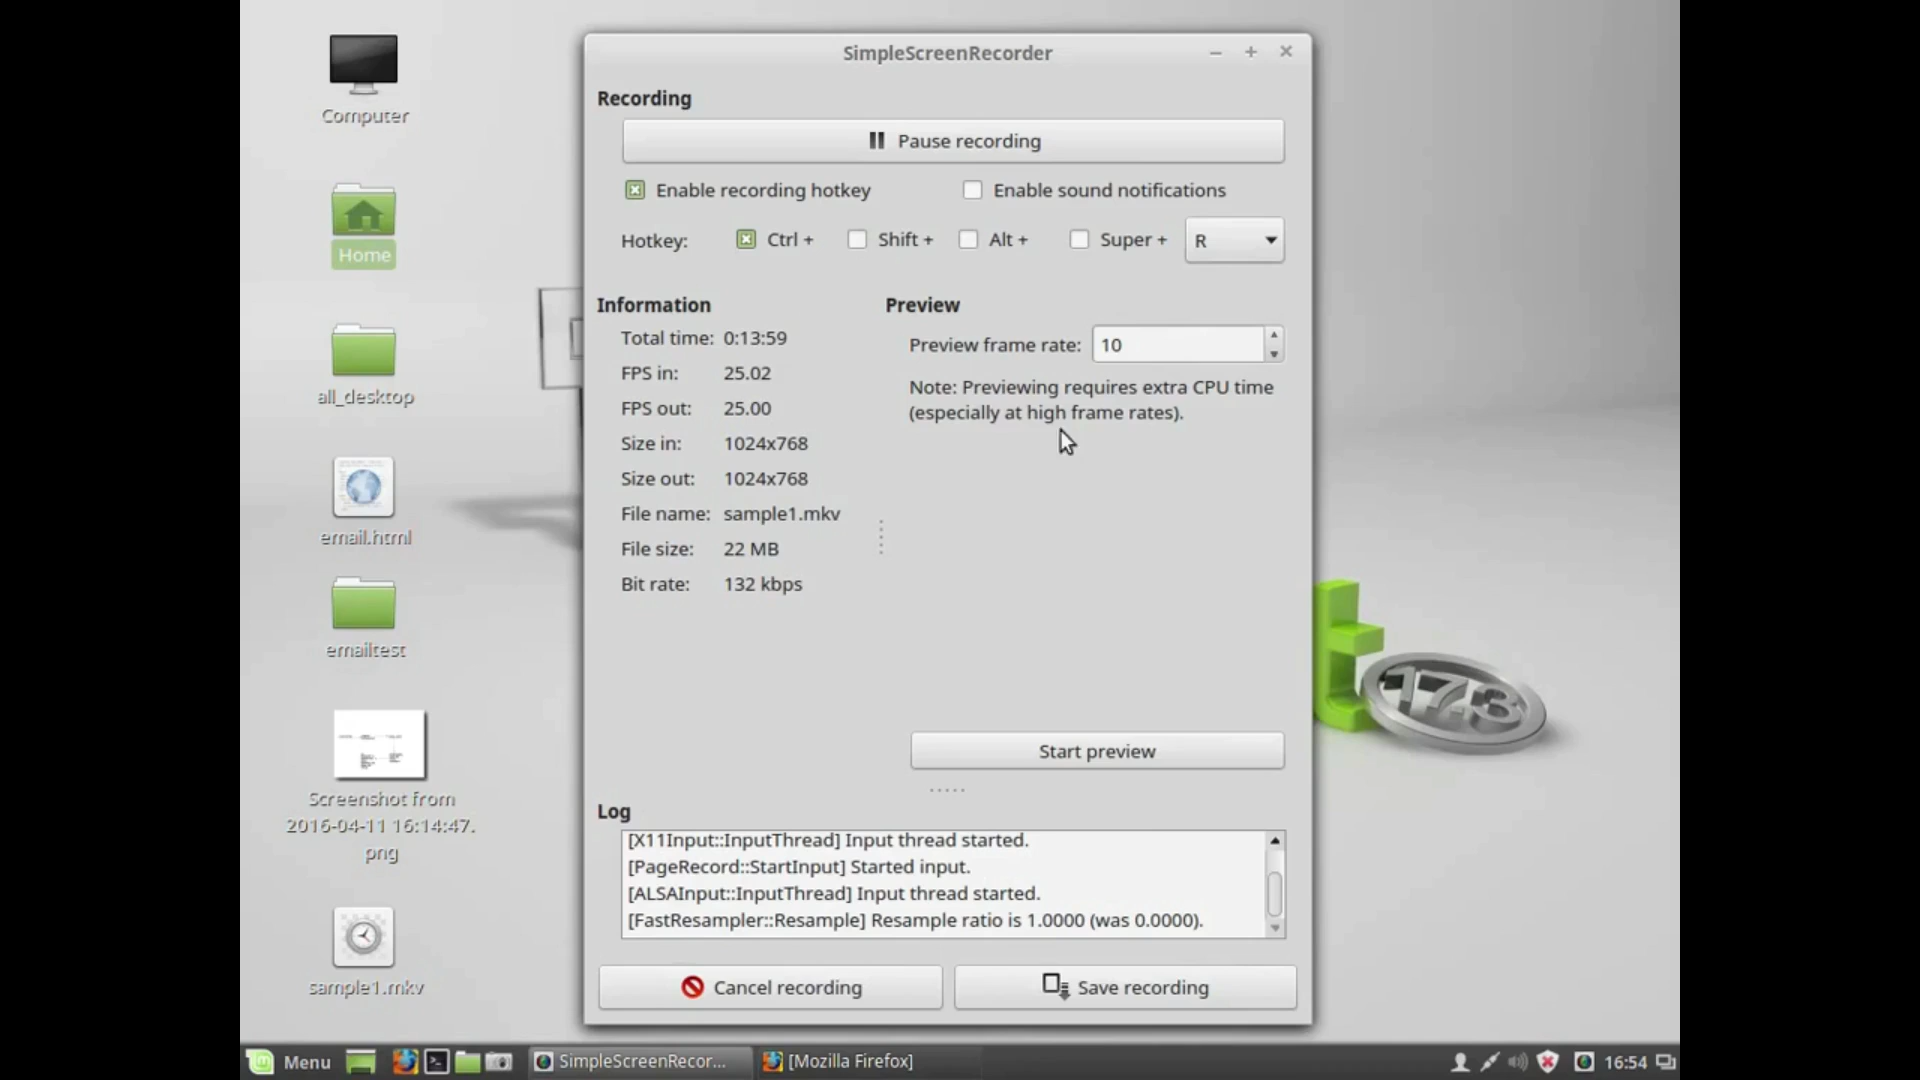 Computer
Home
all_desktop
email.html
emailtest
Screenshot from
2016-04-11 16:14:47.
png
sample1.mkv
SimpleScreenRecorder
Recording
Pause recording
Enable recording hotkey
Enable sound notifications
Hotkey: Ctrl + Shift + Alt + Super + R
Information
Total time: 0:13:59
FPS in: 25.02
FPS out: 25.00
Size in: 1024x768
Size out: 1024x768
File name: sample1.mkv
File size: 22 MB
Bit rate: 132 kbps
Preview
Preview frame rate: 10
Note: Previewing requires extra CPU time
(especially at high frame rates).
Start preview
Log
[X11Input::InputThread] Input thread started.
[PageRecord::StartInput] Started input.
[ALSAInput::InputThread] Input thread started.
[FastResampler::Resample] Resample ratio is 1.0000 (was 0.0000).
Cancel recording
Save recording
17.3
Menu
SimpleScreenRecor...
[Mozilla Firefox]
16:54